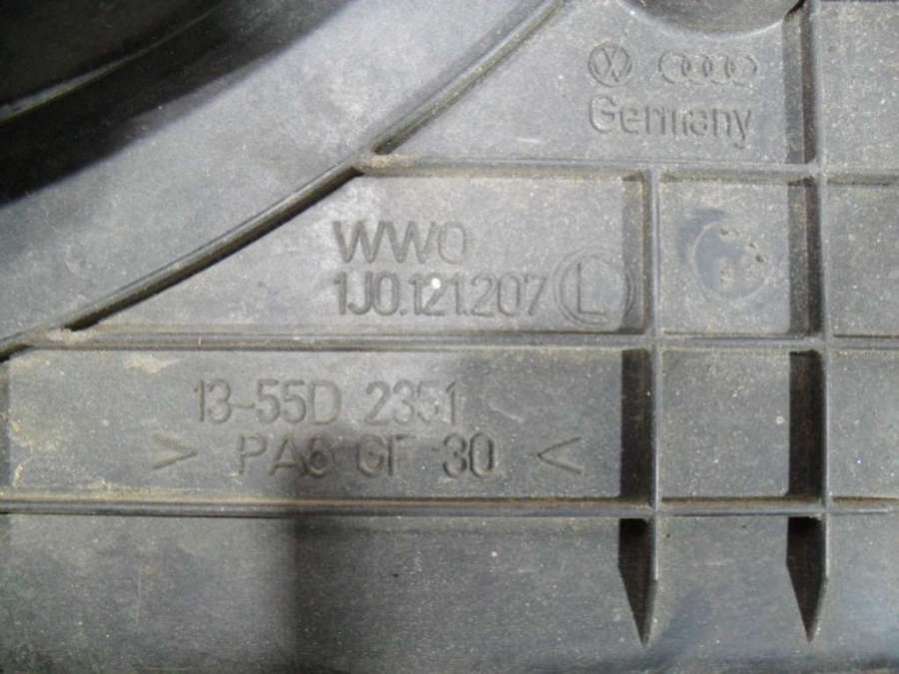 Germany
WWO
1J0.121.207 L
13-55D 2351
> PA6 GF 30 <